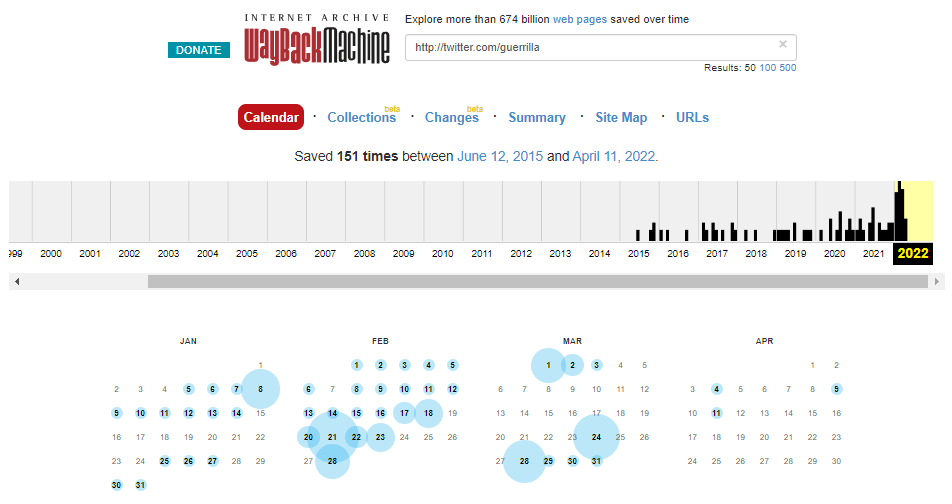 INTERNET ARCHIVE
WayBackMachine
DONATE
Explore more than 674 billion web pages saved over time
http://twitter.com/guerrilla ×
Results: 50 100 500
Calendar · Collections beta · Changes beta · Summary · Site Map · URLs
Saved 151 times between June 12, 2015 and April 11, 2022.
999 2000 2001 2002 2003 2004 2005 2006 2007 2008 2009 2010 2011 2012 2013 2014 2015 2016 2017 2018 2019 2020 2021 2022
JAN
1
2 3 4 5 6 7 8
9 10 11 12 13 14 15
16 17 18 19 20 21 22
23 24 25 26 27 28 29
30 31
FEB
1 2 3 4 5
6 7 8 9 10 11 12
13 14 15 16 17 18 19
20 21 22 23 24 25 26
27 28
MAR
1 2 3 4 5
6 7 8 9 10 11 12
13 14 15 16 17 18 19
20 21 22 23 24 25 26
27 28 29 30 31
APR
1 2
3 4 5 6 7 8 9
10 11 12 13 14 15 16
17 18 19 20 21 22 23
24 25 26 27 28 29 30